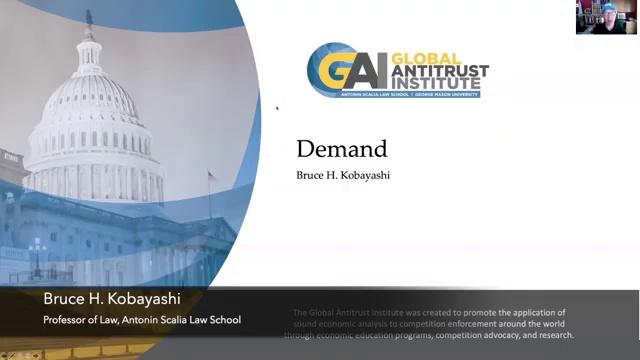 GAI
GLOBAL
ANTITRUST
INSTITUTE
ANTONIN SCALIA LAW SCHOOL | GEORGE MASON UNIVERSITY
Demand
Bruce H. Kobayashi
Bruce H. Kobayashi
Professor of Law, Antonin Scalia Law School
The Global Antitrust Institute was created to promote the application of
sound economic analysis to competition enforcement around the world
through economic education programs, competition advocacy, and research.